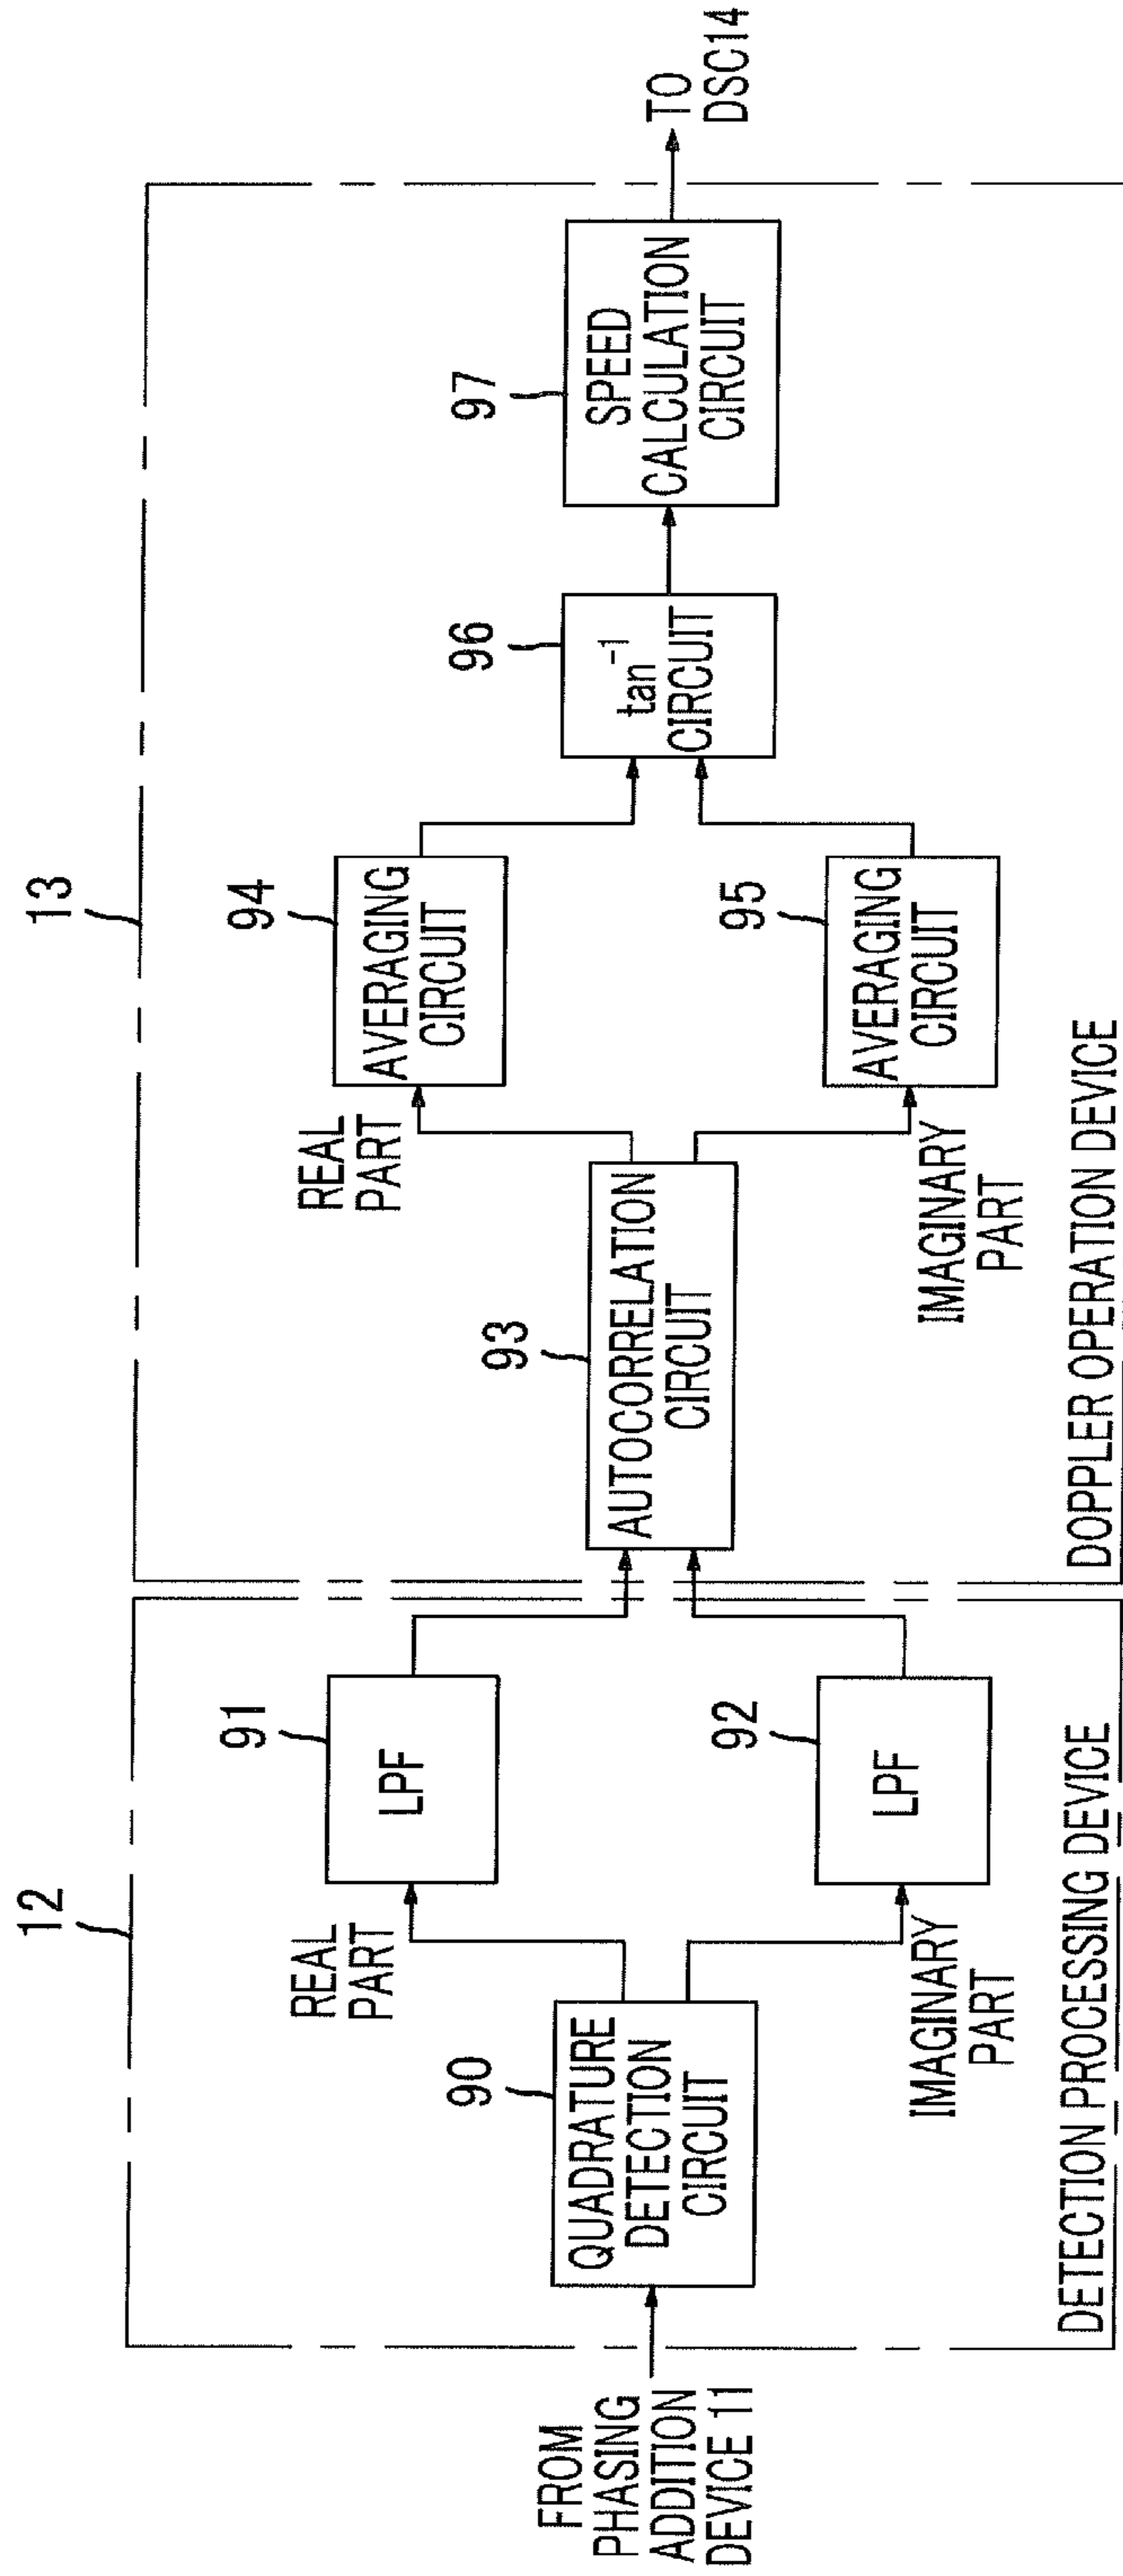 12
13
FROM
PHASING
ADDITION
DEVICE 11
90
QUADRATURE
DETECTION
CIRCUIT
REAL
PART
IMAGINARY
PART
91
LPF
92
LPF
DETECTION PROCESSING DEVICE
93
AUTOCORRELATION
CIRCUIT
REAL
PART
IMAGINARY
PART
94
AVERAGING
CIRCUIT
95
AVERAGING
CIRCUIT
96
tan⁻¹
CIRCUIT
97
SPEED
CALCULATION
CIRCUIT
TO
DSC14
DOPPLER OPERATION DEVICE